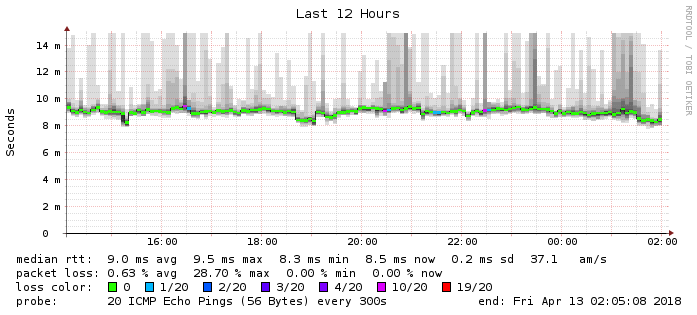 Last 12 Hours
RRDTOOL / TOBI OETIKER
Seconds
14 m
12 m
10 m
8 m
6 m
4 m
2 m
0
16:00 18:00 20:00 22:00 00:00 02:00
median rtt: 9.0 ms avg 9.5 ms max 8.3 ms min 8.5 ms now 0.2 ms sd 37.1 am/s
packet loss: 0.63 % avg 28.70 % max 0.00 % min 0.00 % now
loss color: 0 1/20 2/20 3/20 4/20 10/20 19/20
probe: 20 ICMP Echo Pings (56 Bytes) every 300s end: Fri Apr 13 02:05:08 2018